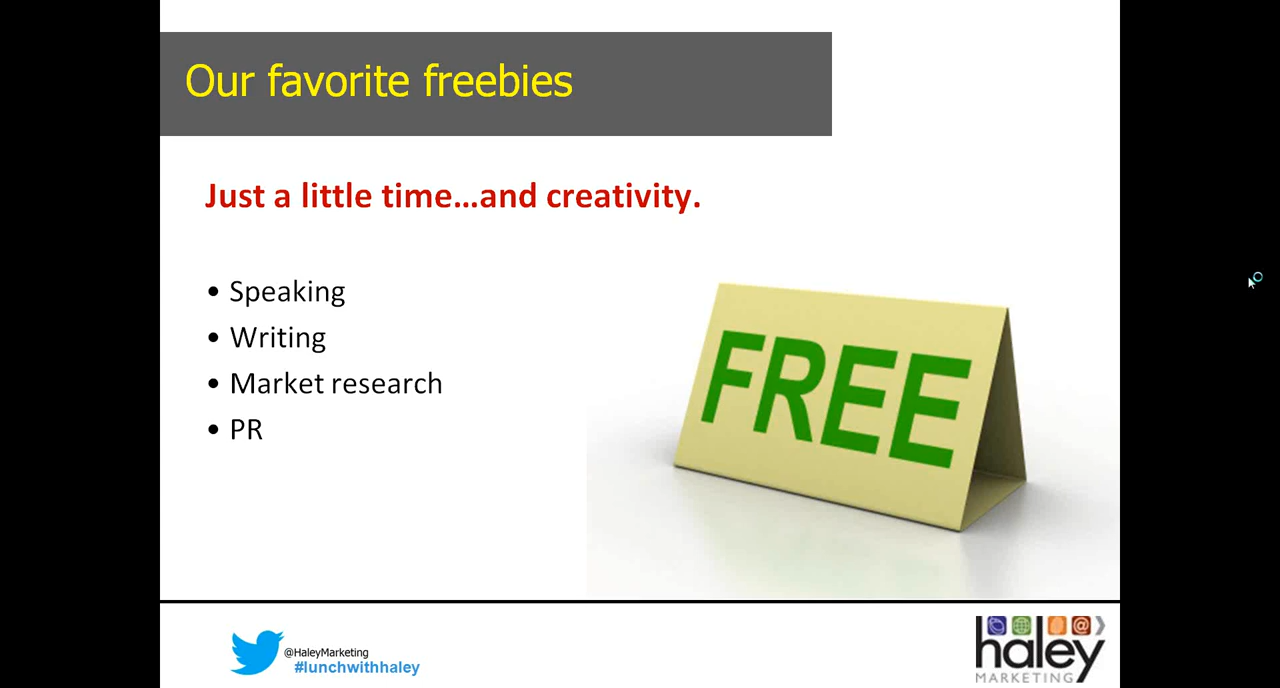 Our favorite freebies
Just a little time...and creativity.
• Speaking
• Writing
• Market research
• PR
FREE
@HaleyMarketing
#lunchwithhaley
@
haley
MARKETING